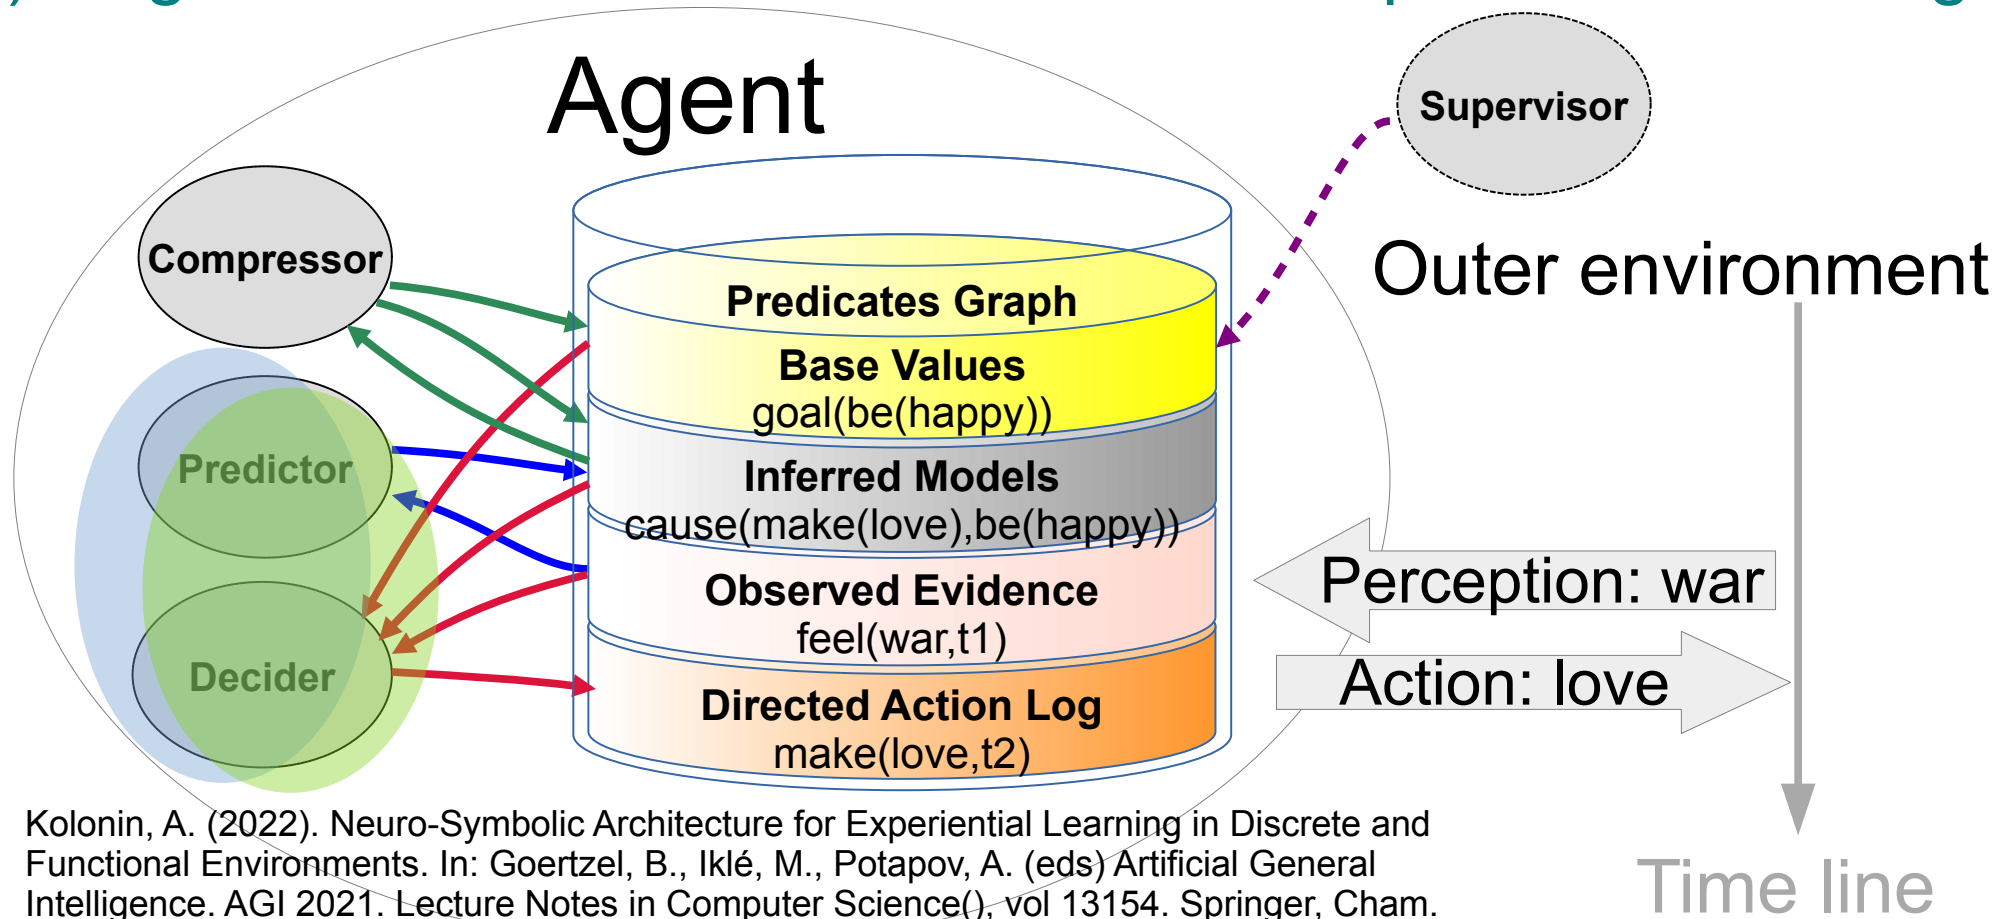 Agent
Supervisor
Compressor
Outer environment
Predicates Graph
Base Values
goal(be(happy))
Predictor
Inferred Models
cause(make(love),be(happy))
Perception: war
Observed Evidence
feel(war,t1)
Action: love
Decider
Directed Action Log
make(love,t2)
Kolonin, A. (2022). Neuro-Symbolic Architecture for Experiential Learning in Discrete and
Functional Environments. In: Goertzel, B., Iklé, M., Potapov, A. (eds) Artificial General
Intelligence. AGI 2021. Lecture Notes in Computer Science(), vol 13154. Springer, Cham.
Time line